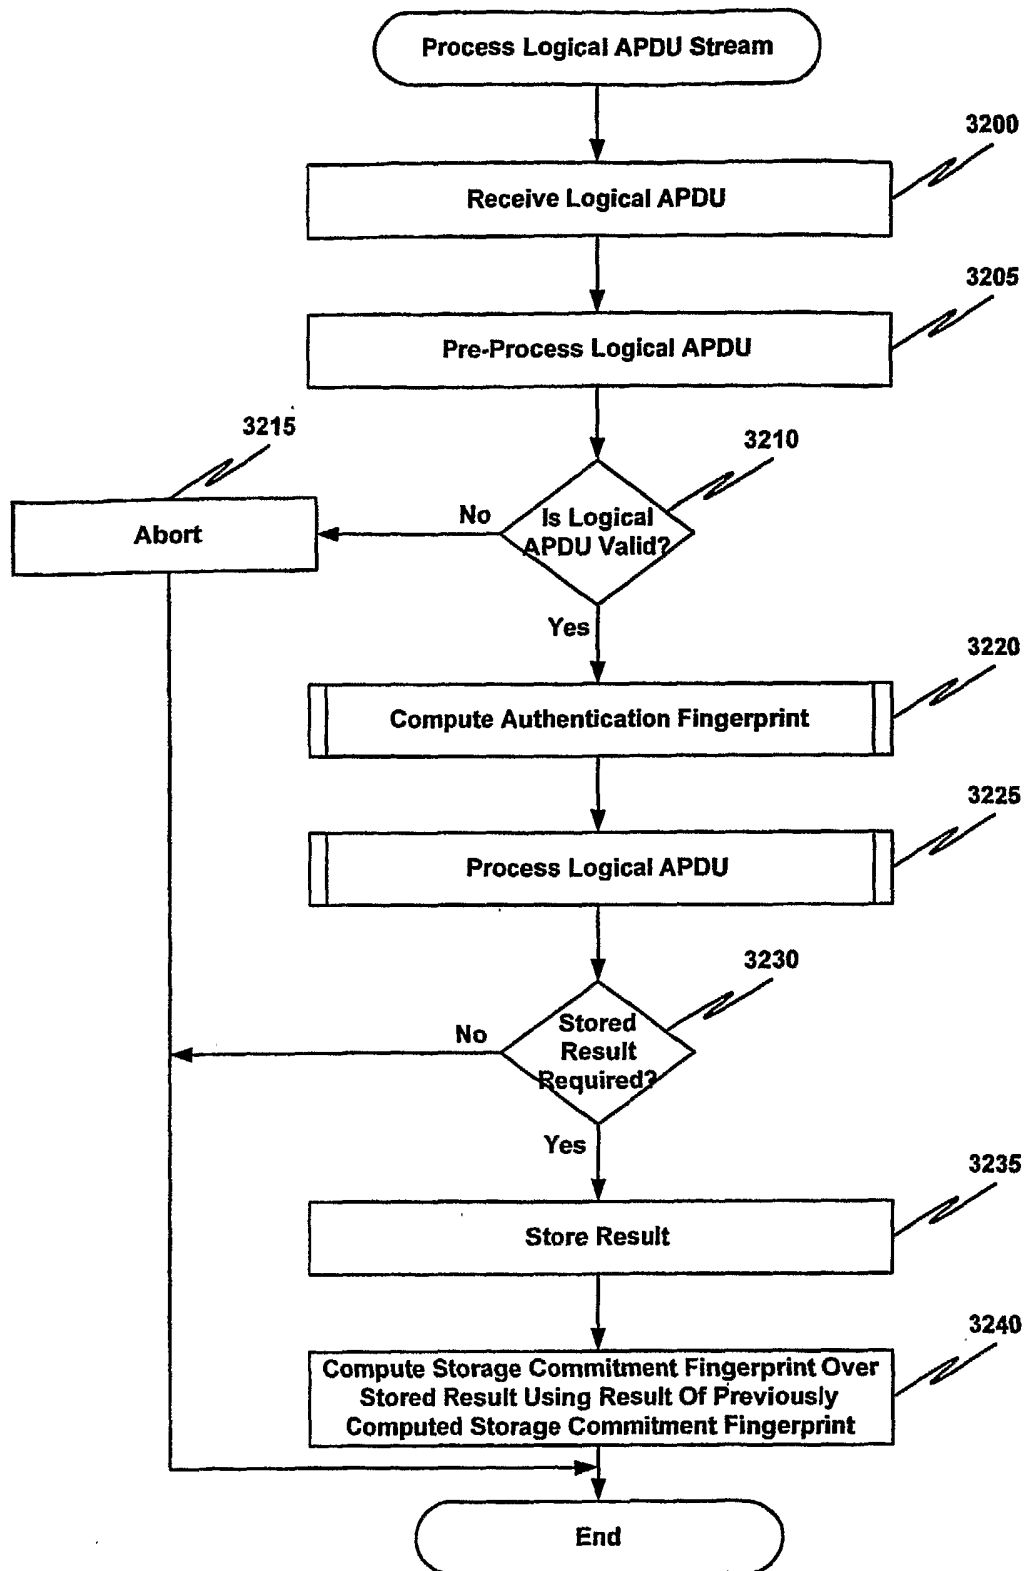 Process Logical APDU Stream
3200
Receive Logical APDU
3205
Pre-Process Logical APDU
3215
3210
Abort
No
Is Logical
APDU Valid?
Yes
3220
Compute Authentication Fingerprint
3225
Process Logical APDU
3230
No
Stored
Result
Required?
Yes
3235
Store Result
3240
Compute Storage Commitment Fingerprint Over
Stored Result Using Result Of Previously
Computed Storage Commitment Fingerprint
End